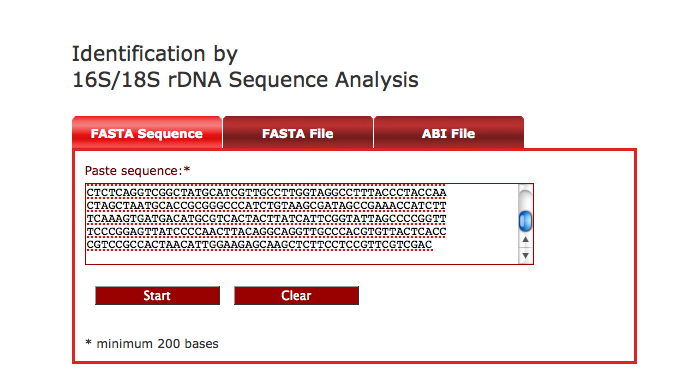 Identification by
16S/18S rDNA Sequence Analysis
FASTA Sequence FASTA File ABI File
Paste sequence:*
CTCTCAGGTCGGCTATGCATCGTTGCCTTGGTAGGCCTTTACCCTACCAA
CTAGCTAATGCACCGCGGGCCCATCTGTAAGCGATAGCCGAAACCATCTT
TCAAAGTGATGACATGCGTCACTACTTATCATTCGGTATTAGCCCCGGTT
TCCCGGAGTTATCCCCAACTTACAGGCAGGTTGCCCACGTGTTACTCACC
CGTCCGCCACTAACATTGGAAGAGCAAGCTCTTCCTCCGTTCGTCGAC
Start Clear
* minimum 200 bases